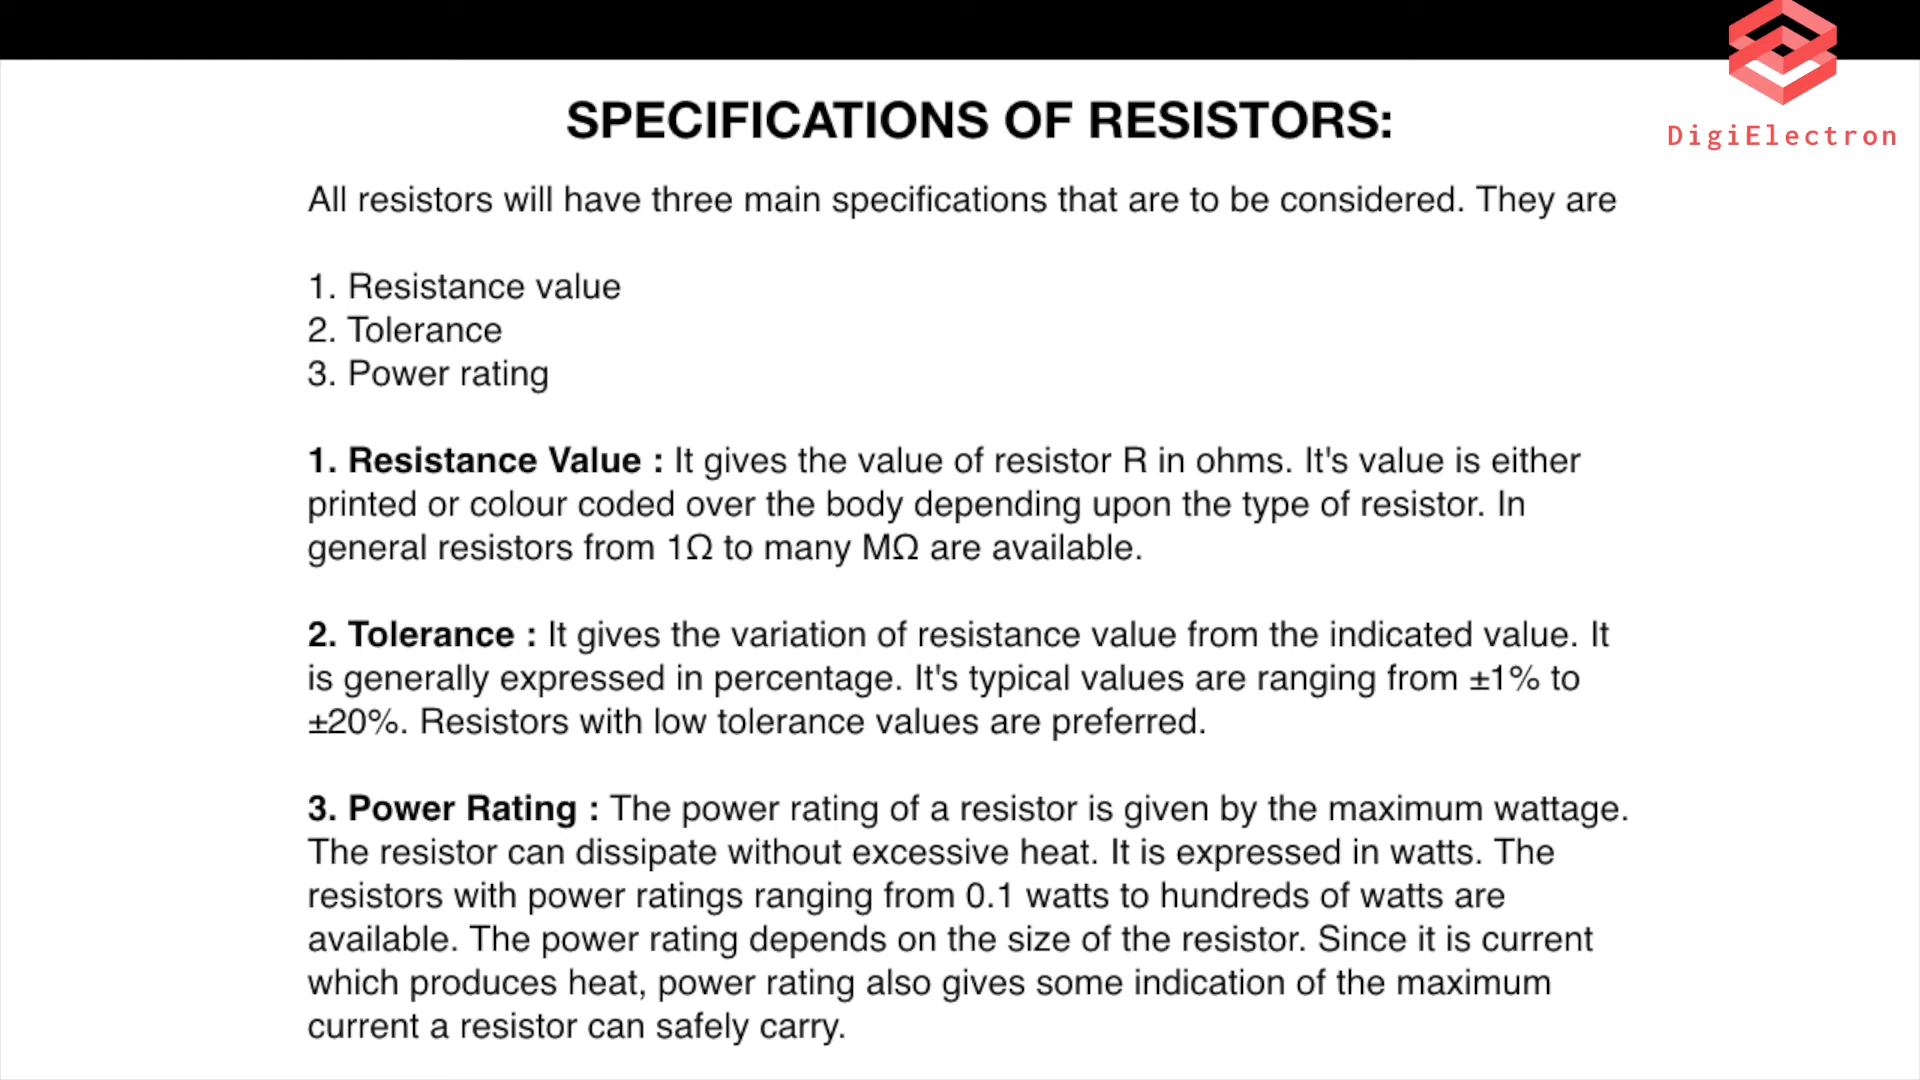 DigiElectron
SPECIFICATIONS OF RESISTORS:
All resistors will have three main specifications that are to be considered. They are
1. Resistance value
2. Tolerance
3. Power rating
1. Resistance Value : It gives the value of resistor R in ohms. It's value is either
printed or colour coded over the body depending upon the type of resistor. In
general resistors from 1Ω to many MΩ are available.
2. Tolerance : It gives the variation of resistance value from the indicated value. It
is generally expressed in percentage. It's typical values are ranging from ±1% to
±20%. Resistors with low tolerance values are preferred.
3. Power Rating : The power rating of a resistor is given by the maximum wattage.
The resistor can dissipate without excessive heat. It is expressed in watts. The
resistors with power ratings ranging from 0.1 watts to hundreds of watts are
available. The power rating depends on the size of the resistor. Since it is current
which produces heat, power rating also gives some indication of the maximum
current a resistor can safely carry.